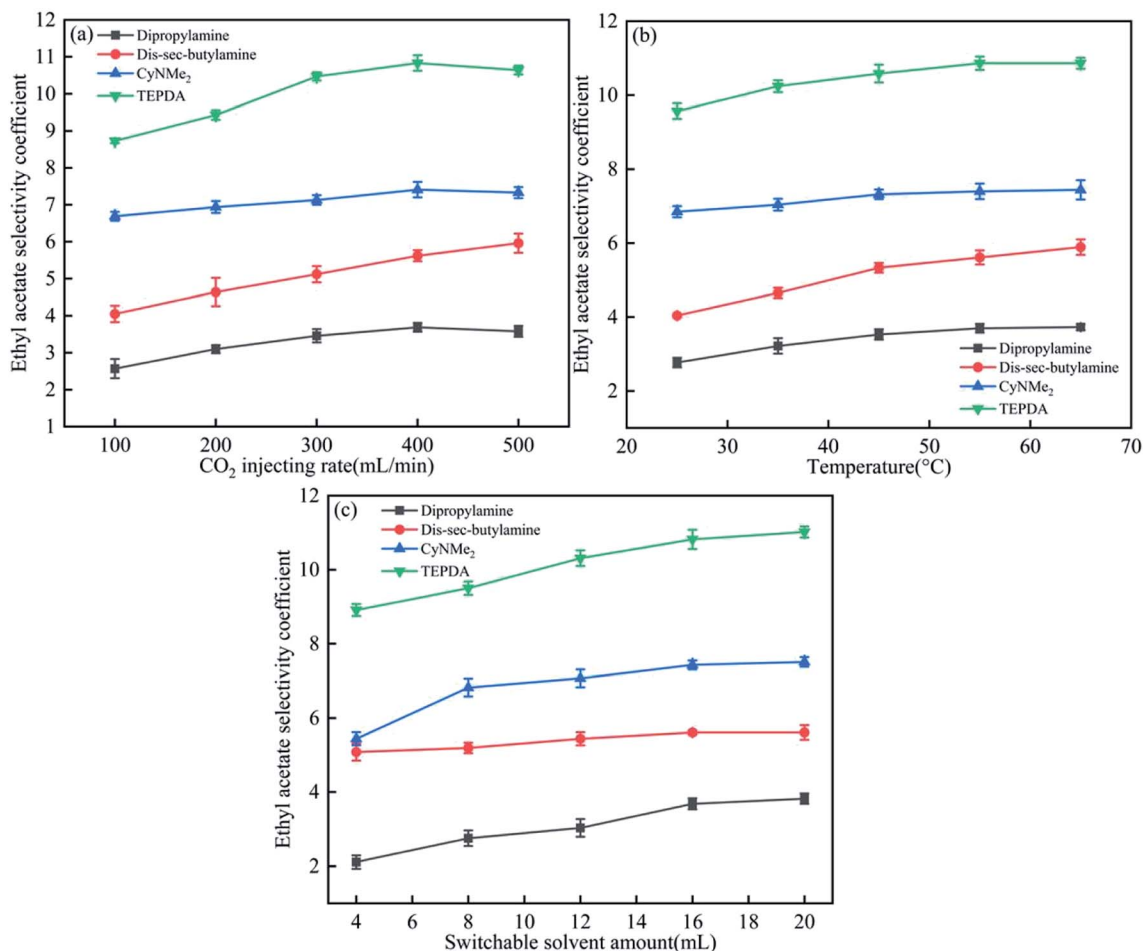 (a)
Dipropylamine
Dis-sec-butylamine
CyNMe₂
TEPDA
Ethyl acetate selectivity coefficient
12
11
10
9
8
7
6
5
4
3
2
1
100 200 300 400 500
CO₂ injecting rate(mL/min)
(b)
Ethyl acetate selectivity coefficient
12
10
8
6
4
2
Dipropylamine
Dis-sec-butylamine
CyNMe₂
TEPDA
20 30 40 50 60 70
Temperature(°C)
(c)
Dipropylamine
Dis-sec-butylamine
CyNMe₂
TEPDA
Ethyl acetate selectivity coefficient
12
10
8
6
4
2
4 6 8 10 12 14 16 18 20
Switchable solvent amount(mL)